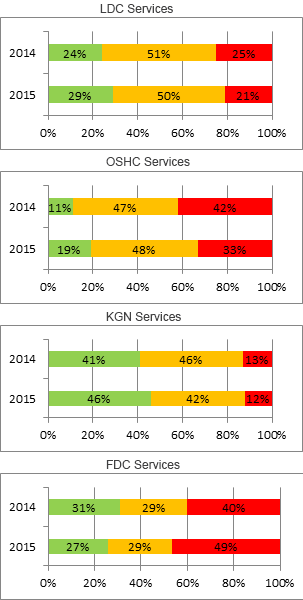 LDC Services
2014 24% 51% 25%
2015 29% 50% 21%
0% 20% 40% 60% 80% 100%
OSHC Services
2014 11% 47% 42%
2015 19% 48% 33%
0% 20% 40% 60% 80% 100%
KGN Services
2014 41% 46% 13%
2015 46% 42% 12%
0% 20% 40% 60% 80% 100%
FDC Services
2014 31% 29% 40%
2015 27% 29% 49%
0% 20% 40% 60% 80% 100%